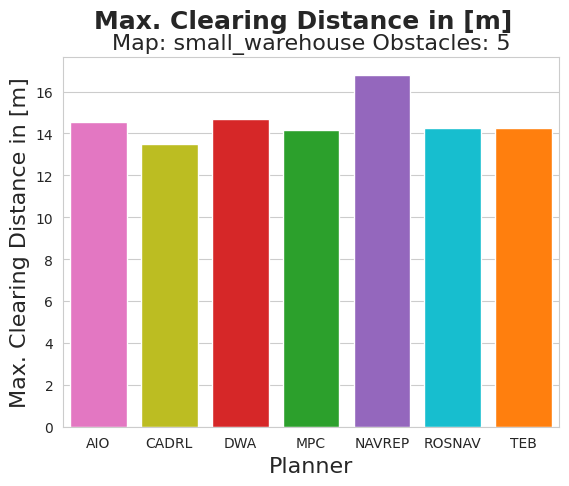 Max. Clearing Distance in [m]
Map: small_warehouse Obstacles: 5
Max. Clearing Distance in [m]
16
14
12
10
8
6
4
2
0
AIO CADRL DWA MPC NAVREP ROSNAV TEB
Planner